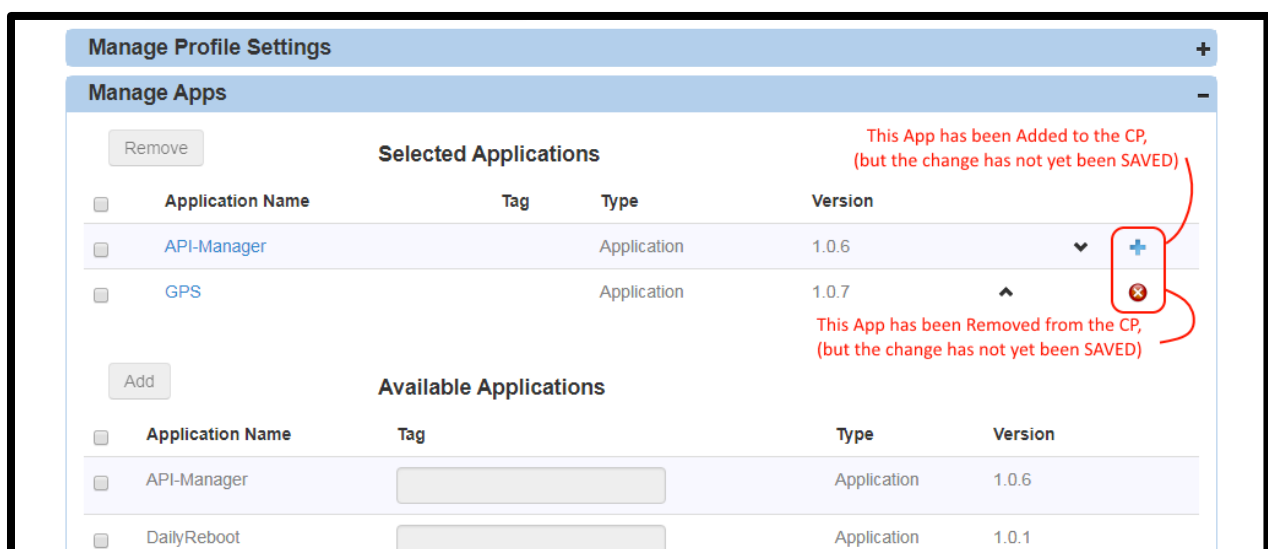 Manage Profile Settings
Manage Apps
Remove
Selected Applications
This App has been Added to the CP,
(but the change has not yet been SAVED)
Application Name Tag Type Version
API-Manager Application 1.0.6
GPS Application 1.0.7
This App has been Removed from the CP,
(but the change has not yet been SAVED)
Add
Available Applications
Application Name Tag Type Version
API-Manager Application 1.0.6
DailyReboot Application 1.0.1